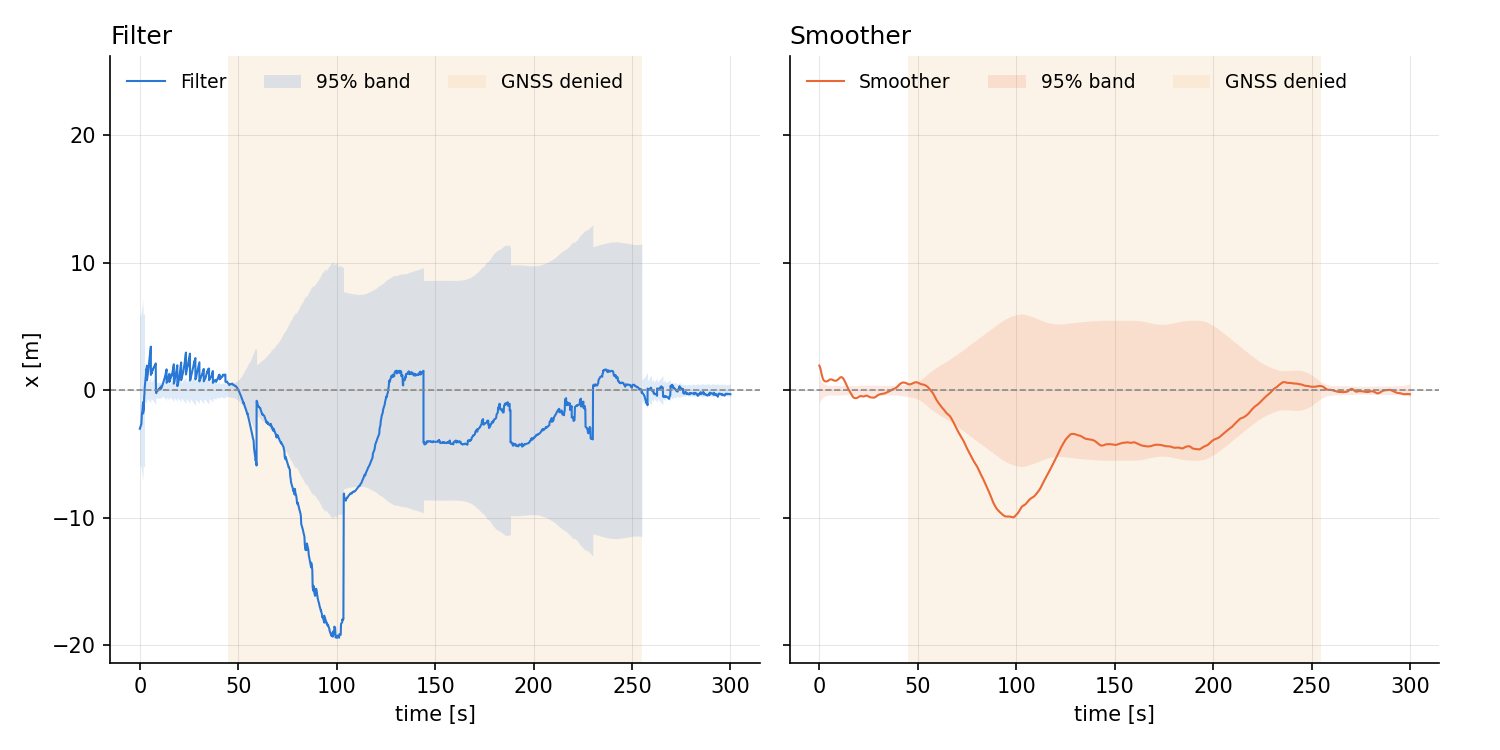 Filter
Filter 95% band GNSS denied
x [m]
20
10
0
−10
−20
0 50 100 150 200 250 300
time [s]
Smoother
Smoother 95% band GNSS denied
0 50 100 150 200 250 300
time [s]